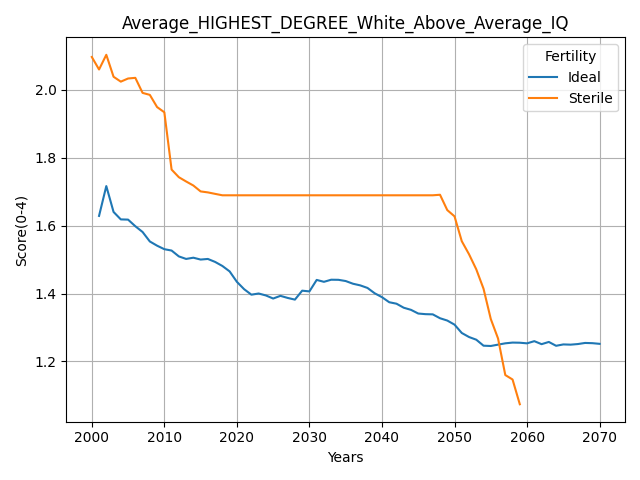 Average_HIGHEST_DEGREE_White_Above_Average_IQ
Fertility
Ideal
Sterile
Score(0-4)
2.0
1.8
1.6
1.4
1.2
2000 2010 2020 2030 2040 2050 2060 2070
Years